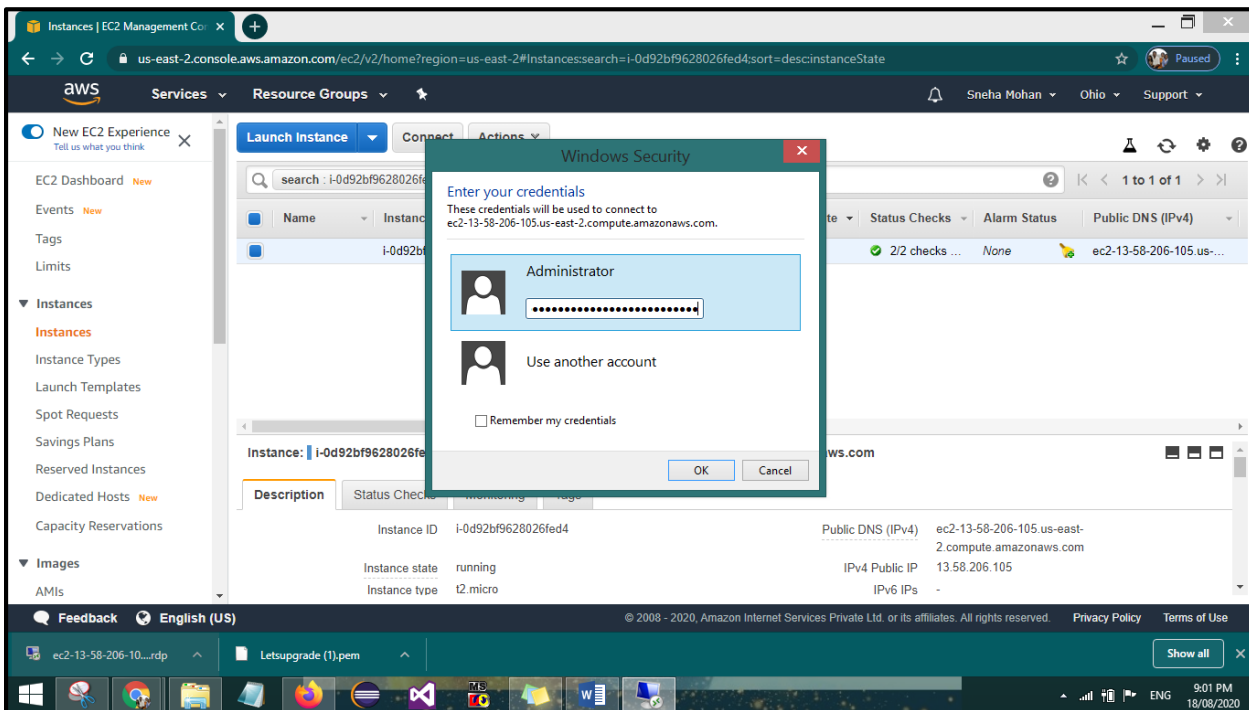 Instances | EC2 Management Co
us-east-2.console.aws.amazon.com/ec2/v2/home?region=us-east-2#Instances:search=i-0d92bf9628026fed4;sort=desc:instanceState
Paused
aws
Services
Resource Groups
Sneha Mohan
Ohio
Support
New EC2 Experience
Tell us what you think
Launch Instance
Connect
Actions
EC2 Dashboard New
Events New
Tags
Limits
Instances
Instances
Instance Types
Launch Templates
Spot Requests
Savings Plans
Reserved Instances
Dedicated Hosts New
Capacity Reservations
Images
AMIs
search : i-0d92bf9628026fe
1 to 1 of 1
Name
Instanc
te
Status Checks
Alarm Status
Public DNS (IPv4)
i-0d92bf
2/2 checks ...
None
ec2-13-58-206-105.us-...
Windows Security
Enter your credentials
These credentials will be used to connect to
ec2-13-58-206-105.us-east-2.compute.amazonaws.com.
Administrator
Use another account
Remember my credentials
OK
Cancel
Instance: i-0d92bf9628026fe
ws.com
Description
Status Checks
Monitoring
Tags
Instance ID i-0d92bf9628026fed4
Public DNS (IPv4) ec2-13-58-206-105.us-east-
2.compute.amazonaws.com
Instance state running
IPv4 Public IP 13.58.206.105
Instance type t2.micro
IPv6 IPs -
Feedback
English (US)
© 2008 - 2020, Amazon Internet Services Private Ltd. or its affiliates. All rights reserved.
Privacy Policy
Terms of Use
ec2-13-58-206-10....rdp
Letsupgrade (1).pem
Show all
MS
TO
ENG
9:01 PM
18/08/2020